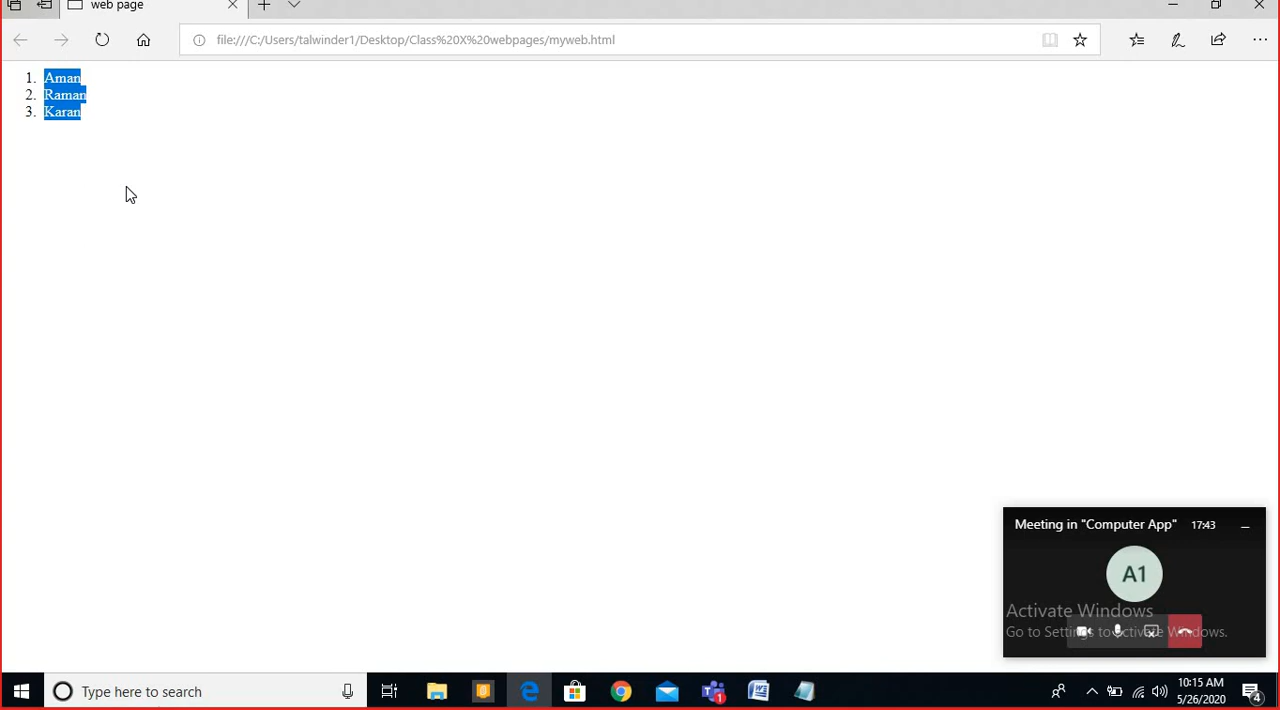 web page
file:///C:/Users/talwinder1/Desktop/Class%20X%20webpages/myweb.html
1. Aman
2. Raman
3. Karan
Meeting in "Computer App" 17:43
A1
Activate Windows
Go to Settings to activate Windows.
Type here to search
1
10:15 AM
5/26/2020
4